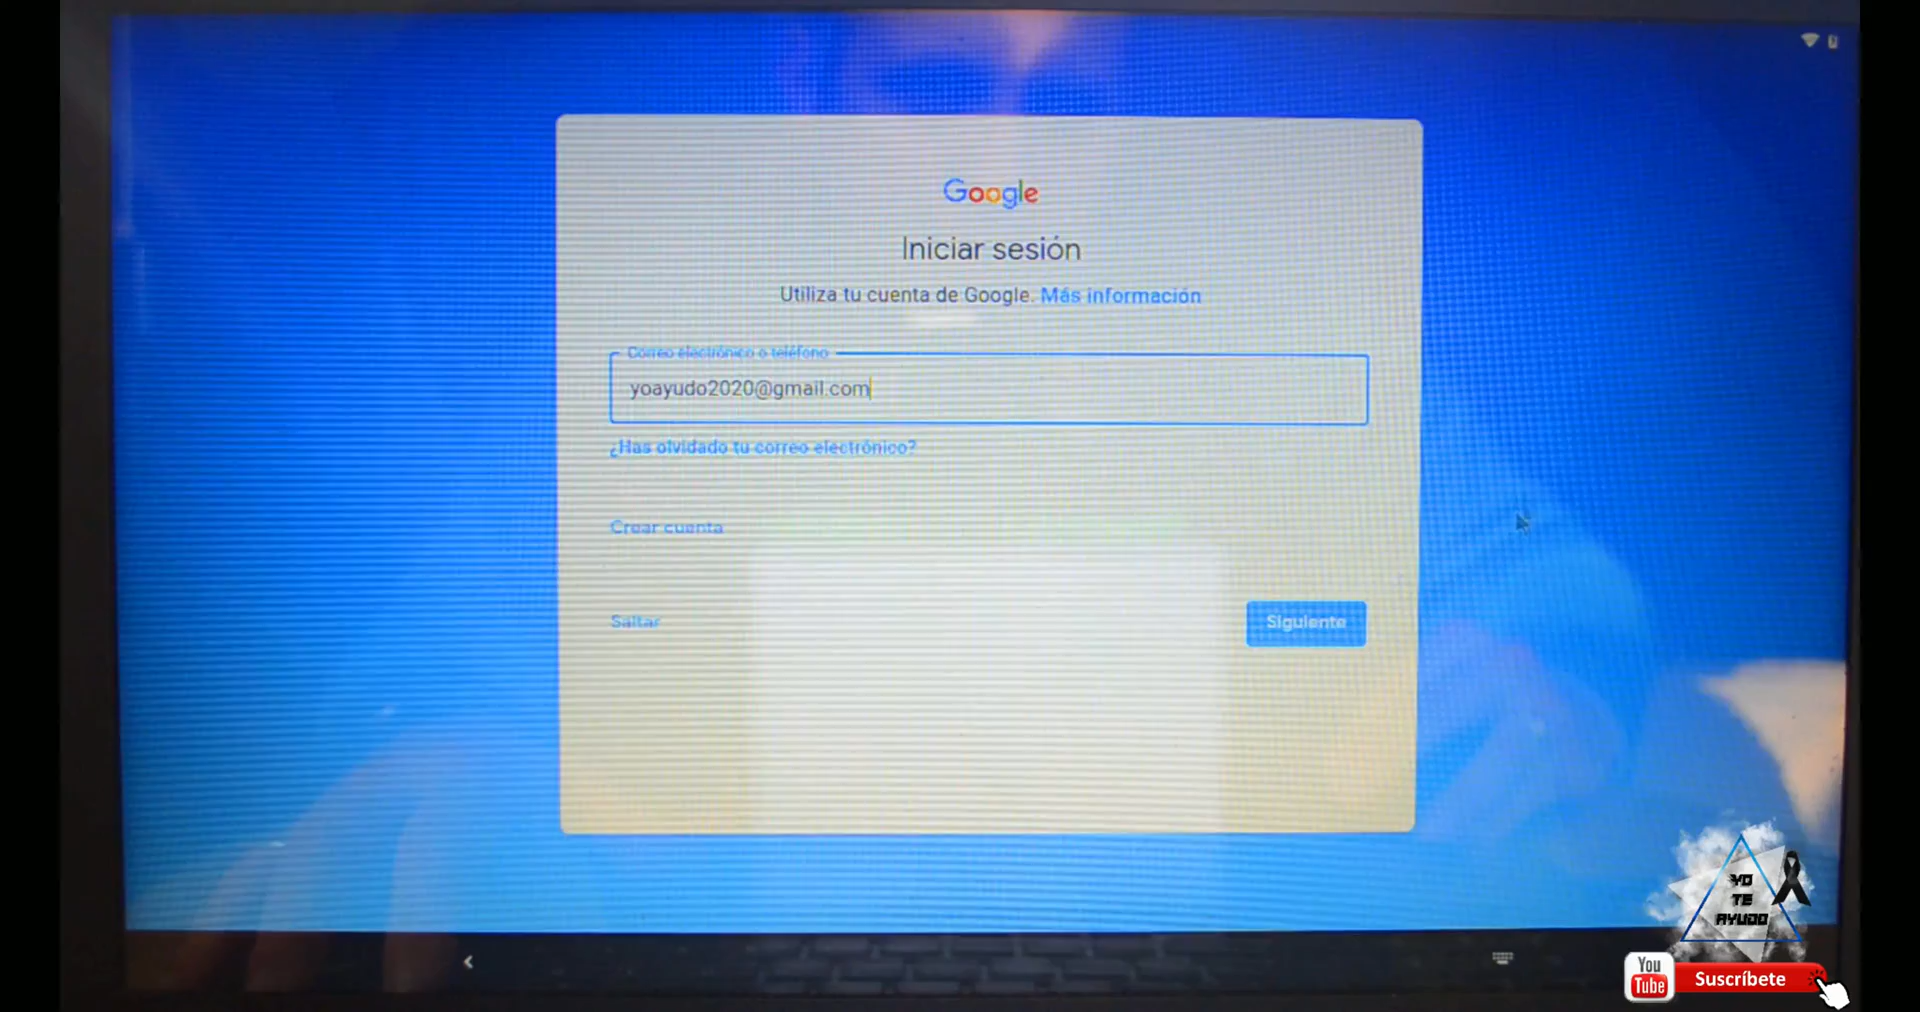 Google
Iniciar sesión
Utiliza tu cuenta de Google. Más información
Correo electrónico o teléfono
yoayudo2020@gmail.com
¿Has olvidado tu correo electrónico?
Crear cuenta
Saltar
Siguiente
YO
TE
AYUDO
You
Tube
Suscríbete